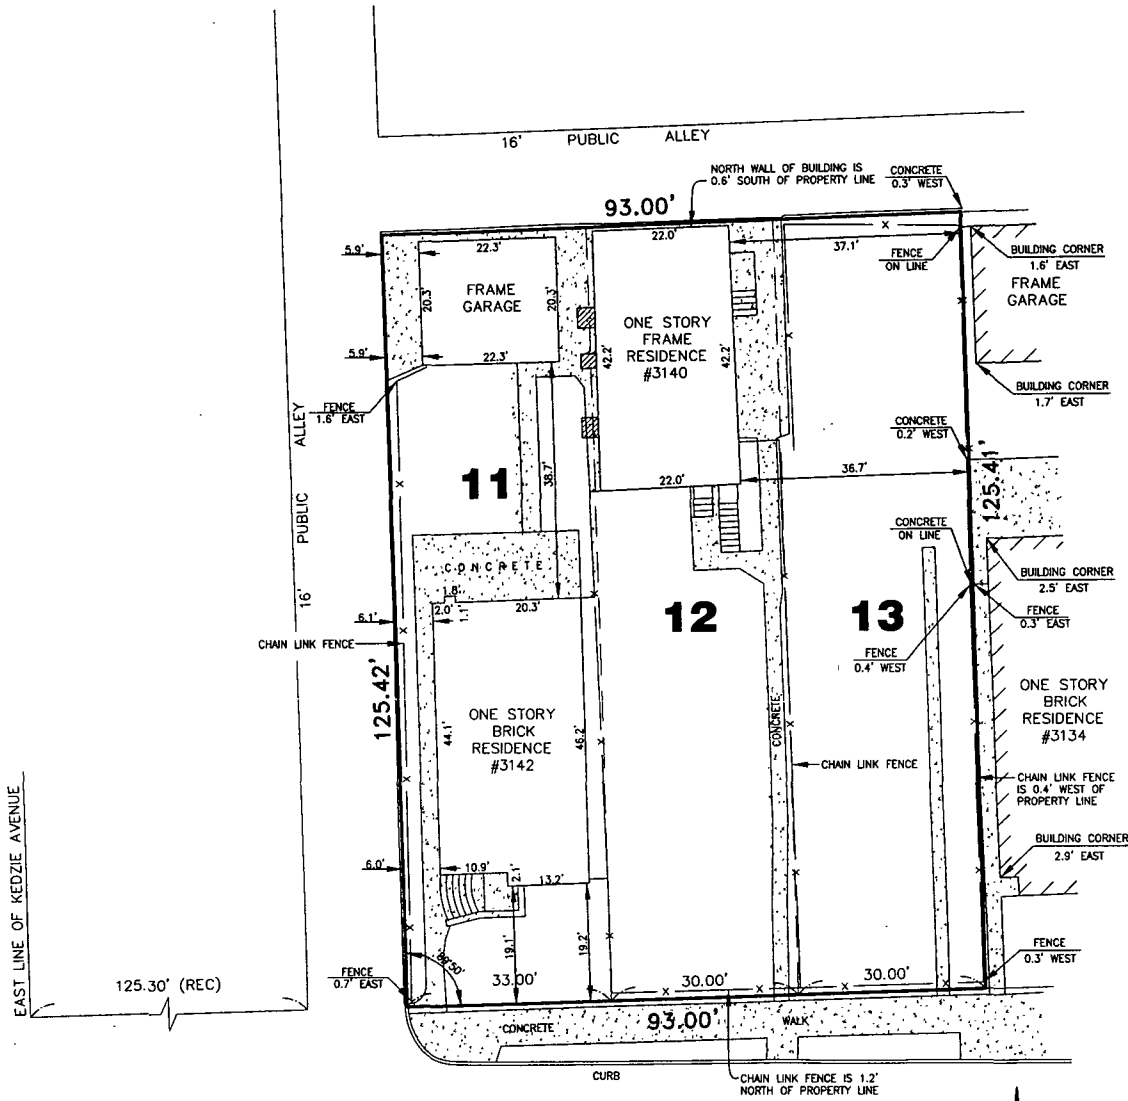 16' PUBLIC ALLEY
NORTH WALL OF BUILDING IS
0.6' SOUTH OF PROPERTY LINE
CONCRETE
0.3' WEST
93.00'
5.9'
22.3'
22.0'
37.1'
FENCE
ON LINE
BUILDING CORNER
1.6' EAST
FRAME
GARAGE
20.3'
FRAME
GARAGE
20.3'
ONE STORY
FRAME
RESIDENCE
#3140
42.2'
42.2'
5.9'
22.3'
BUILDING CORNER
1.7' EAST
FENCE
1.6' EAST
CONCRETE
0.2' WEST
16' PUBLIC ALLEY
11
38.7'
22.0'
36.7'
125.41'
CONCRETE
ON LINE
CONCRETE
BUILDING CORNER
2.5' EAST
1.8'
2.0'
1.1'
20.3'
12
13
FENCE
0.3' EAST
6.1'
CHAIN LINK FENCE
FENCE
0.4' WEST
125.42'
ONE STORY
BRICK
RESIDENCE
#3142
44.1'
46.2'
CONCRETE
ONE STORY
BRICK
RESIDENCE
#3134
CHAIN LINK FENCE
CHAIN LINK FENCE
IS 0.4' WEST OF
PROPERTY LINE
EAST LINE OF KEDZIE AVENUE
BUILDING CORNER
2.9' EAST
6.0'
10.9'
2.1'
13.2'
19.1'
19.2'
89°50'
FENCE
0.7' EAST
FENCE
0.3' WEST
125.30' (REC)
33.00'
30.00'
30.00'
CONCRETE
93.00'
WALK
CURB
CHAIN LINK FENCE IS 1.2'
NORTH OF PROPERTY LINE